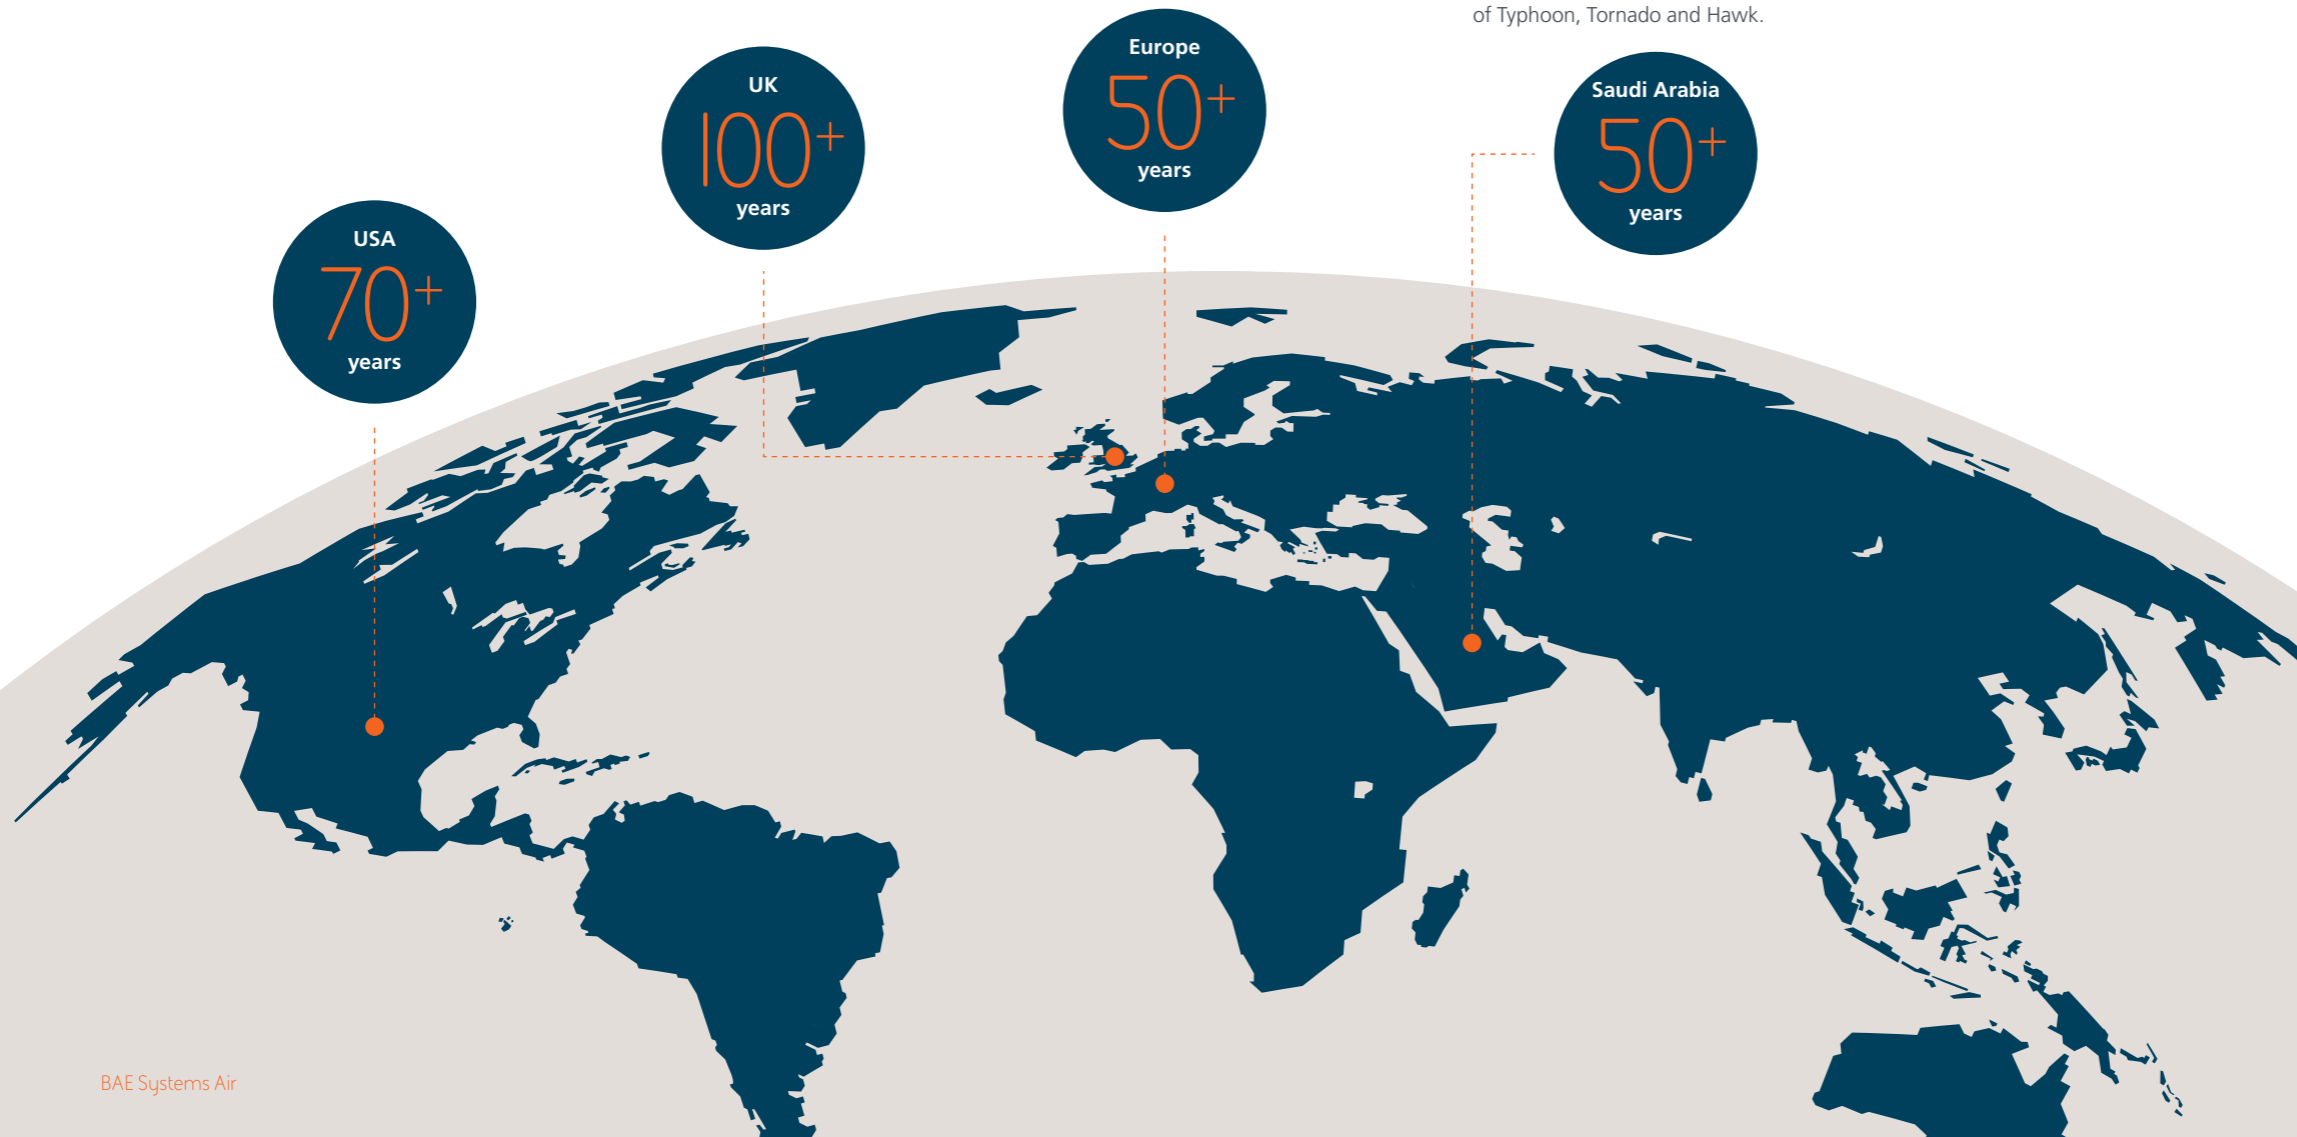 of Typhoon, Tornado and Hawk.
USA
70+
years
UK
100+
years
Europe
50+
years
Saudi Arabia
50+
years
BAE Systems Air